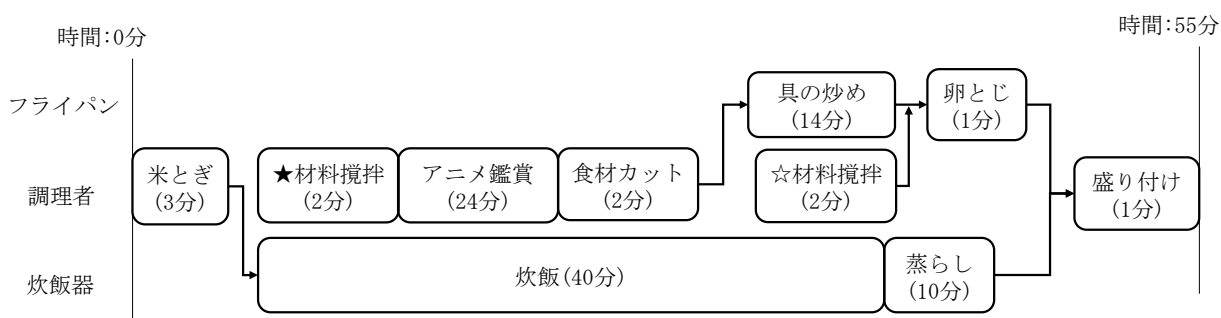 時間:0分
時間:55分
フライパン
具の炒め
(14分)
卵とじ
(1分)
調理者
米とぎ
(3分)
★材料撹拌
(2分)
アニメ鑑賞
(24分)
食材カット
(2分)
☆材料撹拌
(2分)
盛り付け
(1分)
炊飯器
炊飯(40分)
蒸らし
(10分)